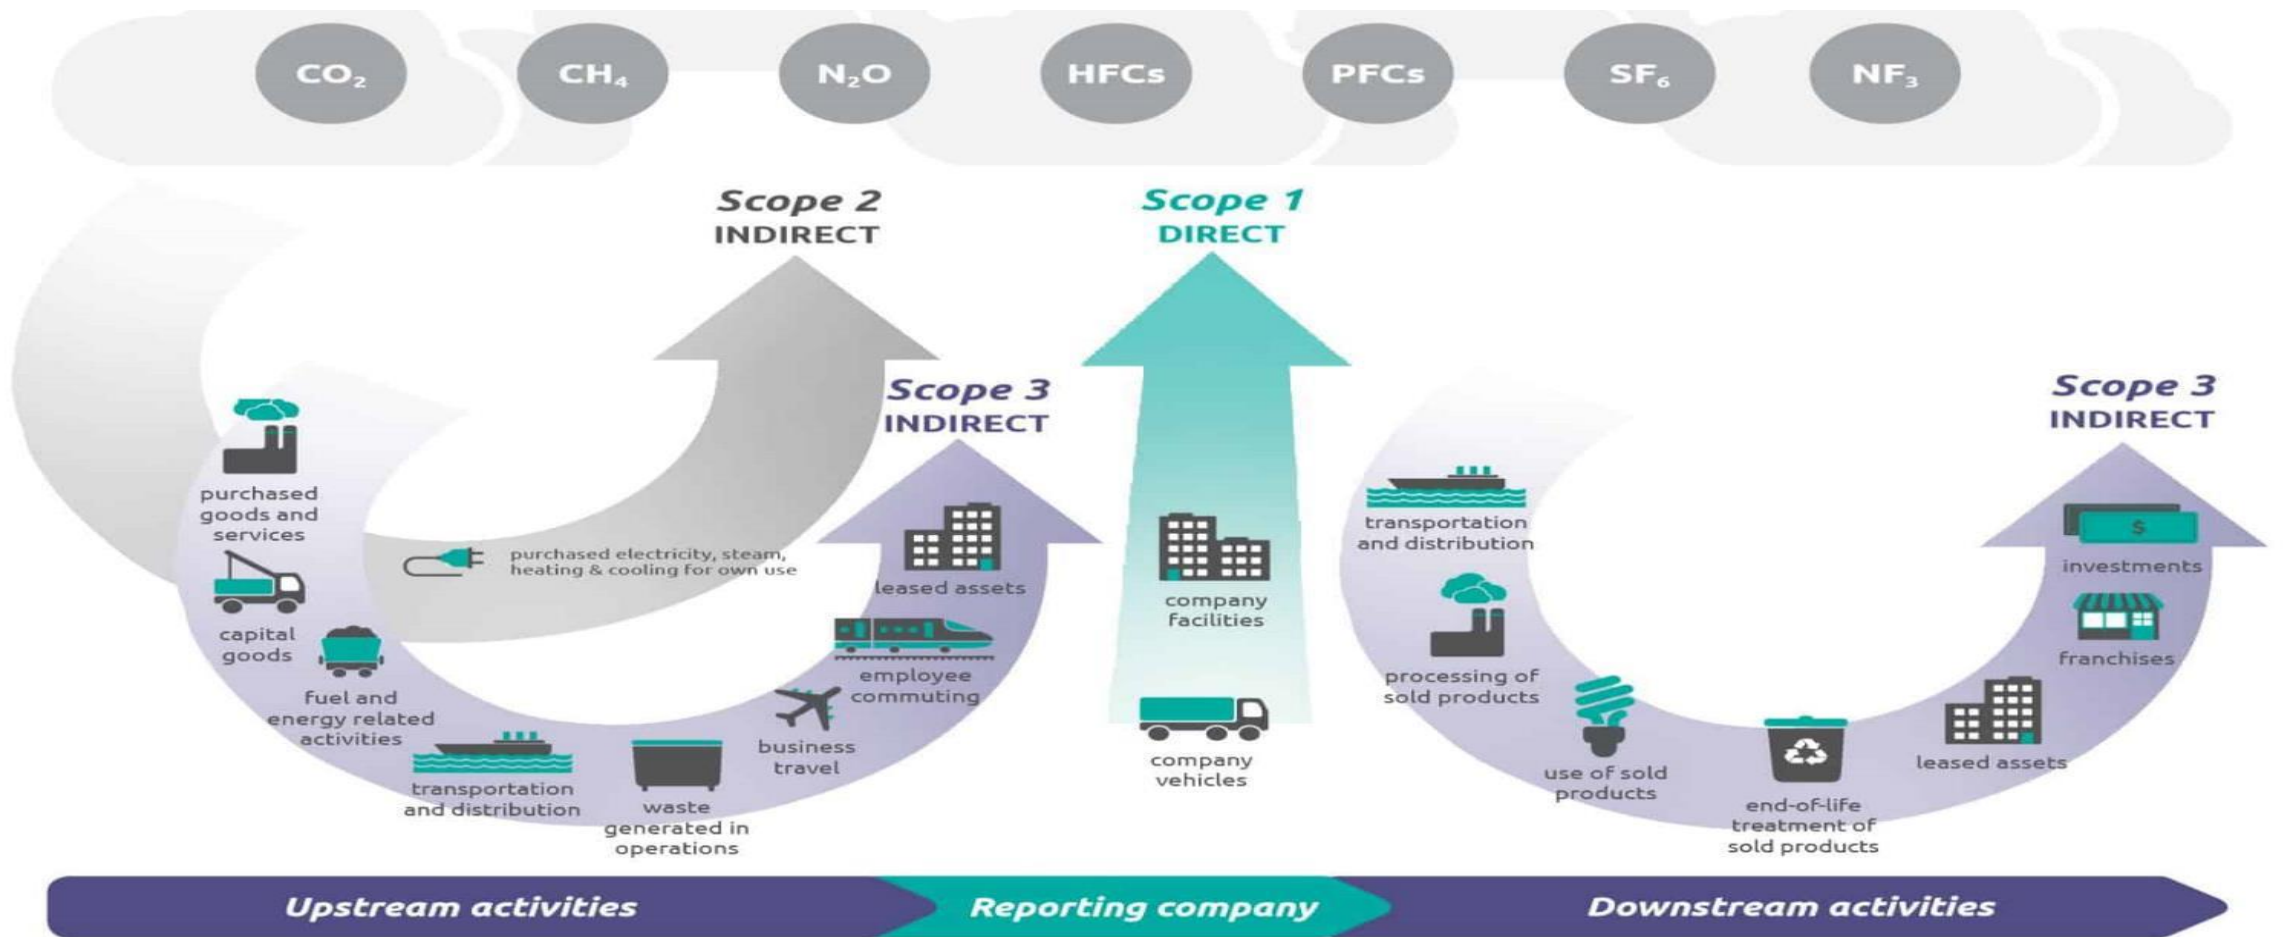 CO₂
CH₄
N₂O
HFCs
PFCs
SF₆
NF₃
Scope 2
INDIRECT
Scope 1
DIRECT
Scope 3
INDIRECT
Scope 3
INDIRECT
purchased
goods and
services
capital
goods
fuel and
energy related
activities
transportation
and distribution
waste
generated in
operations
business
travel
employee
commuting
leased assets
purchased electricity, steam,
heating & cooling for own use
company
facilities
company
vehicles
transportation
and distribution
processing of
sold products
use of sold
products
end-of-life
treatment of
sold products
leased assets
franchises
$
investments
Upstream activities
Reporting company
Downstream activities